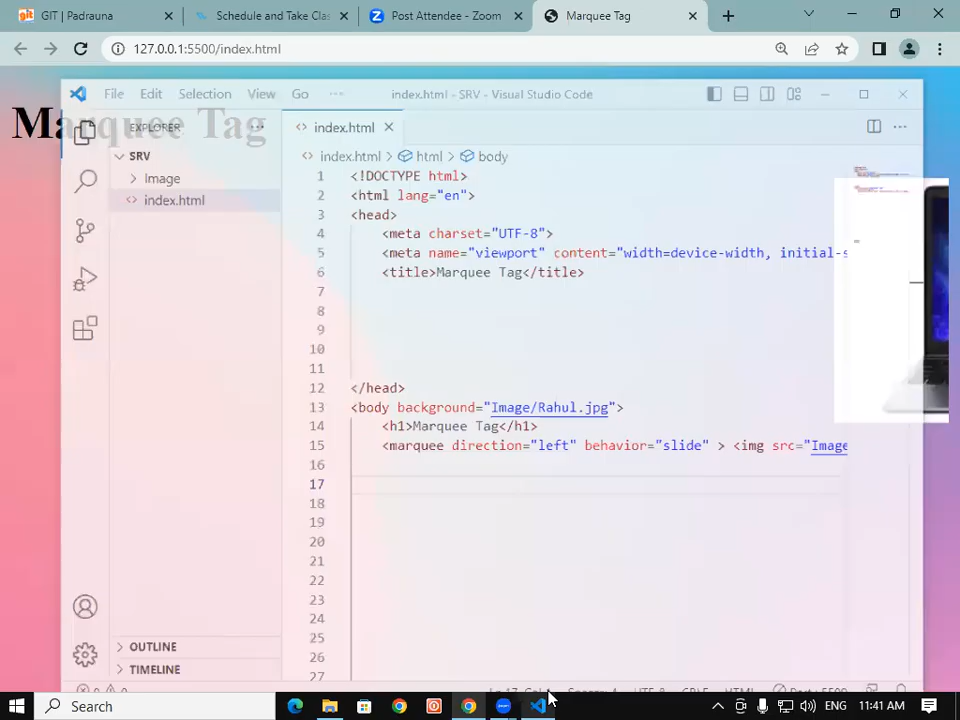 GIT | Padrauna
Schedule and Take Clas
Post Attendee - Zoom
Marquee Tag
127.0.0.1:5500/index.html
File Edit Selection View Go ··· index.html - SRV - Visual Studio Code
Marquee Tag
EXPLORER ···
index.html
SRV
index.html > html > body
Image
index.html
1 <!DOCTYPE html>
2 <html lang="en">
3 <head>
4 <meta charset="UTF-8">
5 <meta name="viewport" content="width=device-width, initial-s
6 <title>Marquee Tag</title>
7
8
9
10
11
12 </head>
13 <body background="Image/Rahul.jpg">
14 <h1>Marquee Tag</h1>
15 <marquee direction="left" behavior="slide" > <img src="Image
16
17
18
19
20
21
22
23
24
25
26
27
OUTLINE
TIMELINE
Search
ENG 11:41 AM